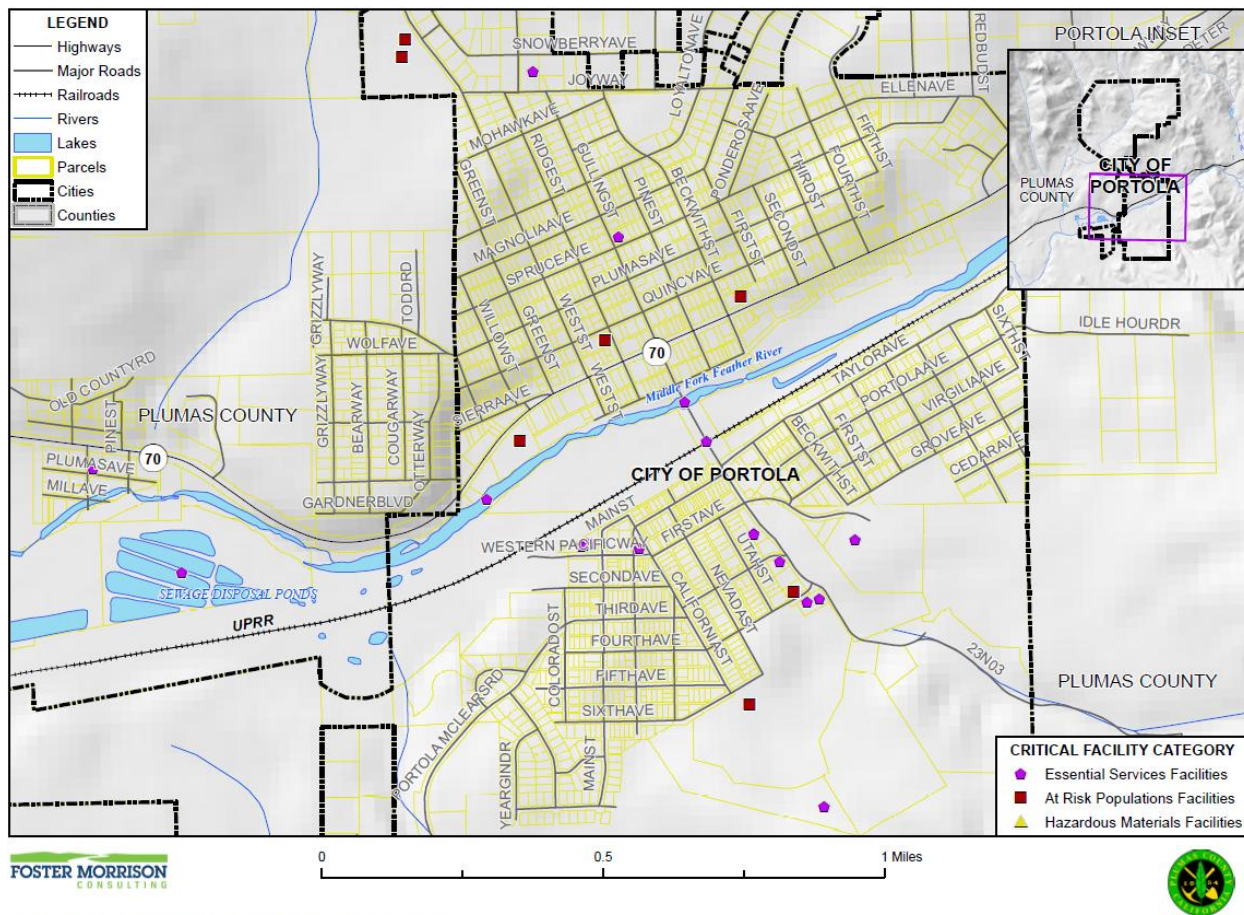 LEGEND
Highways
Major Roads
Railroads
Rivers
Lakes
Parcels
Cities
Counties
SNOWBERRYAVE
JOYWAY
LOYALTONAVE
REDBUDST
PORTOLA INSET
CITY OF
PORTOLA
PLUMAS
COUNTY
ELLENAVE
MOHAWKAVE
RIDGEST
GULLINGST
PINEST
BECKWITHST
PONDEROSAAVE
THIRDST
FOURTHST
FIFTHST
GREENST
MAGNOLIAAVE
SPRUCEAVE
PLUMASAVE
QUINCYAVE
FIRSTST
SECONDST
WILLOWST
GREENST
WESTST
WESTST
SIERRAAVE
70
Middle Fork Feather River
GRIZZLYWAY
TODDRD
WOLFAVE
GRIZZLYWAY
BEARWAY
COUGARWAY
OTTERWAY
GARDNERBLVD
OLD COUNTYRD
PINEST
PLUMAS COUNTY
70
PLUMASAVE
MILLAVE
SEWAGE DISPOSAL PONDS
UPRR
IDLE HOURDR
SIXTHST
TAYLORAVE
PORTOLAAVE
VIRGILIAAVE
GROVEAVE
CEDARAVE
FIRSTST
BECKWITHST
CITY OF PORTOLA
MAINST
FIRSTAVE
WESTERN PACIFICWAY
SECONDAVE
THIRDAVE
FOURTHAVE
FIFTHAVE
SIXTHAVE
COLORADOST
CALIFORNIAST
NEVADAST
UTAHST
PORTOLA MCLEARSRD
YEARGINDR
MAINST
23N03
PLUMAS COUNTY
CRITICAL FACILITY CATEGORY
Essential Services Facilities
At Risk Populations Facilities
Hazardous Materials Facilities
FOSTER MORRISON
CONSULTING
0 0.5 1 Miles
PLUMAS COUNTY
CALIFORNIA